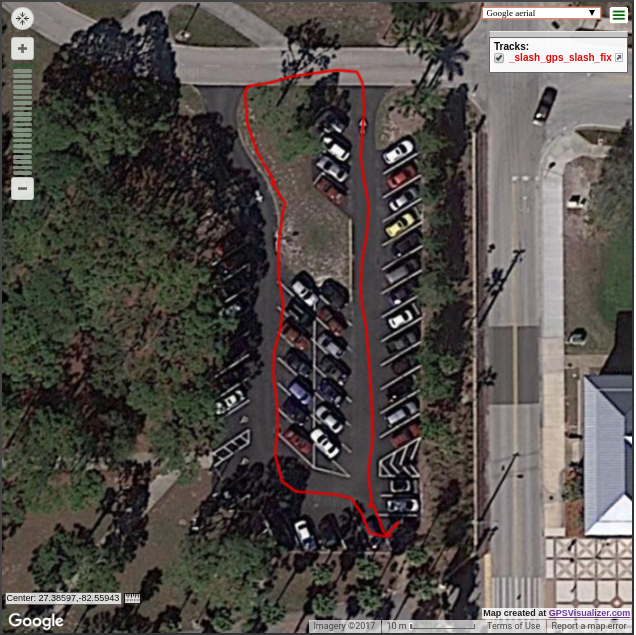 Google aerial
Tracks:
_slash_gps_slash_fix
Center: 27.38597,-82.55943
Map created at GPSVisualizer.com
Google
Imagery ©2017
10 m
Terms of Use
Report a map error